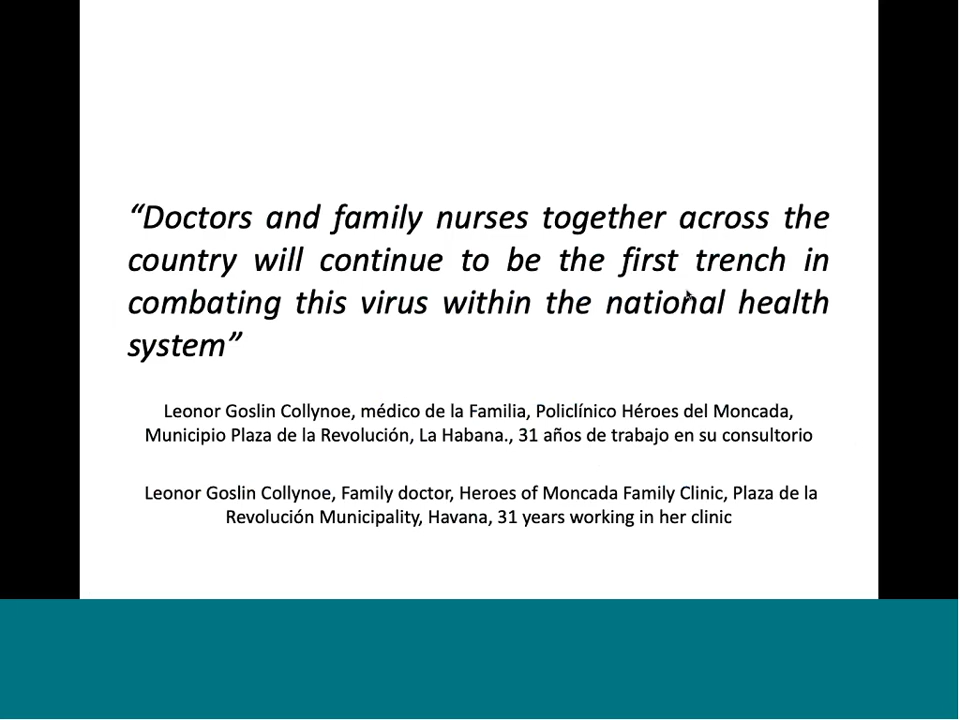 “Doctors and family nurses together across the
country will continue to be the first trench in
combating this virus within the national health
system”
Leonor Goslin Collynoe, médico de la Familia, Policlínico Héroes del Moncada,
Municipio Plaza de la Revolución, La Habana., 31 años de trabajo en su consultorio
Leonor Goslin Collynoe, Family doctor, Heroes of Moncada Family Clinic, Plaza de la
Revolución Municipality, Havana, 31 years working in her clinic